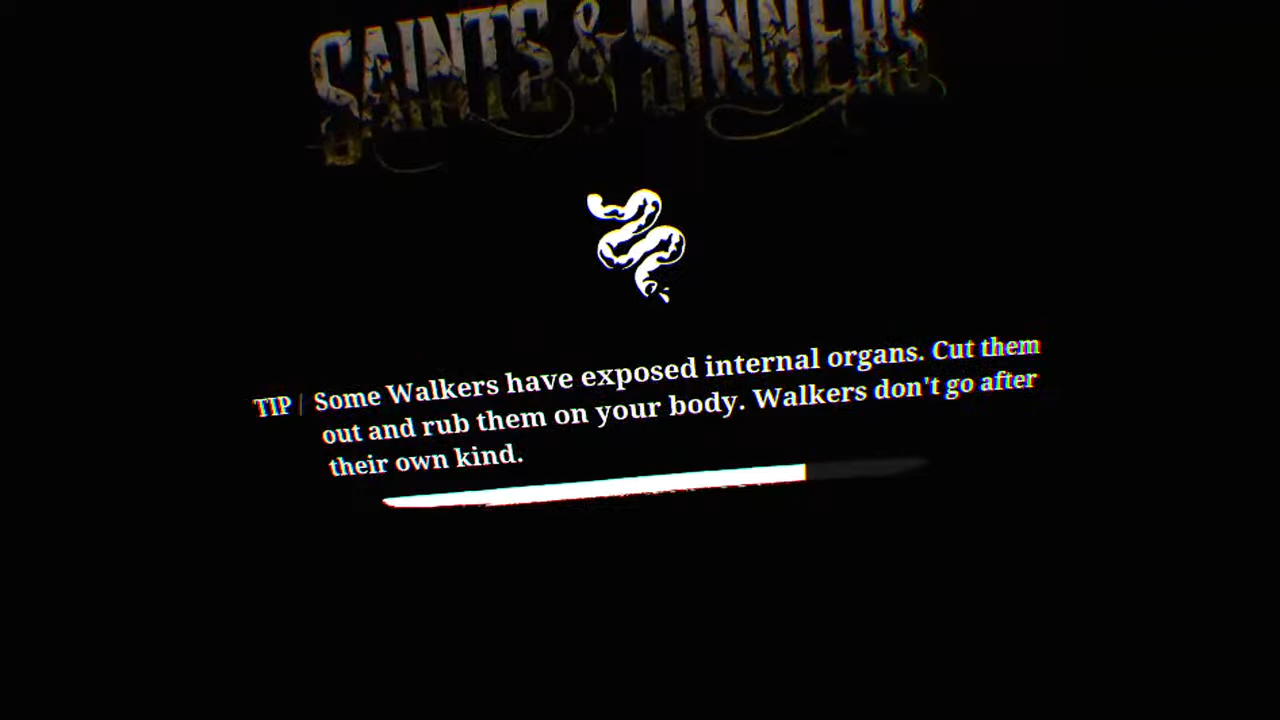 SAINTS & SINNERS
TIP | Some Walkers have exposed internal organs. Cut them
out and rub them on your body. Walkers don't go after
their own kind.